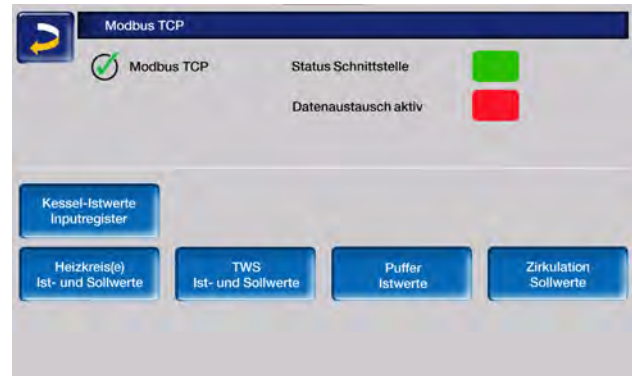 Modbus TCP
Modbus TCP
Status Schnittstelle
Datenaustausch aktiv
Kessel-Istwerte
Inputregister
Heizkreis(e)
Ist- und Sollwerte
TWS
Ist- und Sollwerte
Puffer
Istwerte
Zirkulation
Sollwerte